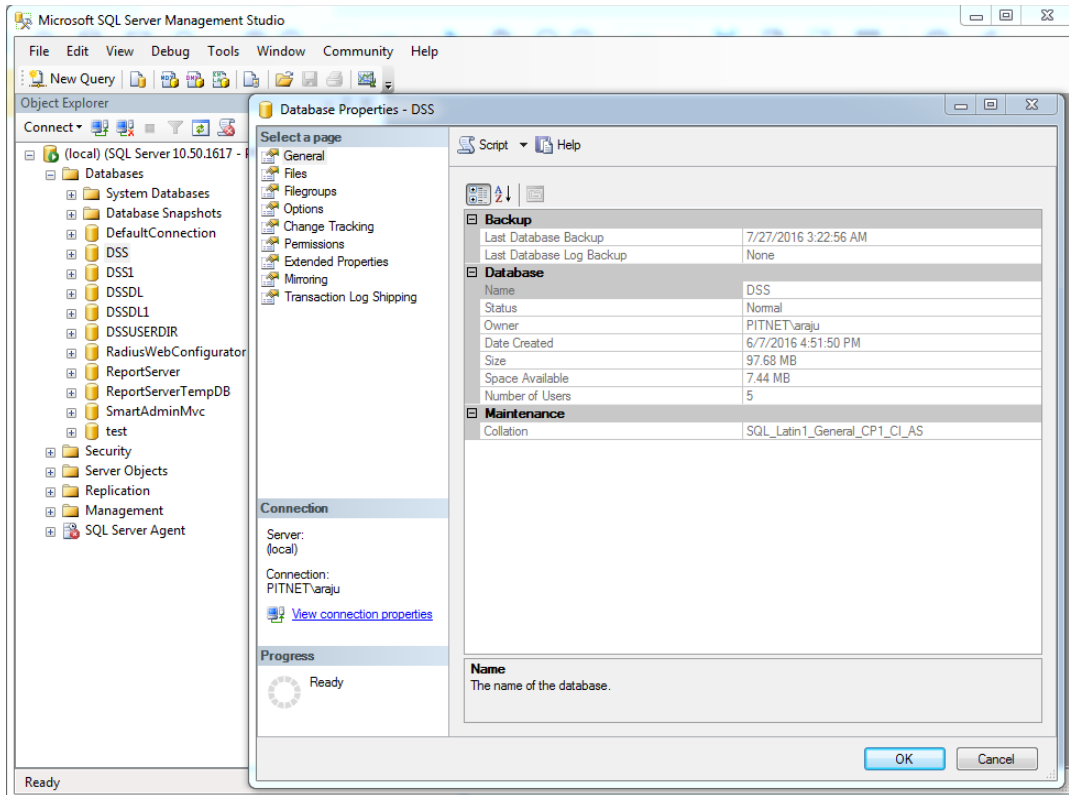 Microsoft SQL Server Management Studio
File Edit View Debug Tools Window Community Help
New Query
Object Explorer
Connect
(local) (SQL Server 10.50.1617 -
Databases
System Databases
Database Snapshots
DefaultConnection
DSS
DSS1
DSSDL
DSSDL1
DSSUSERDIR
RadiusWebConfigurator
ReportServer
ReportServerTempDB
SmartAdminMvc
test
Security
Server Objects
Replication
Management
SQL Server Agent
Ready
Database Properties - DSS
Select a page
General
Files
Filegroups
Options
Change Tracking
Permissions
Extended Properties
Mirroring
Transaction Log Shipping
Connection
Server:
(local)
Connection:
PITNET\araju
View connection properties
Progress
Ready
Script Help
Backup
Last Database Backup 7/27/2016 3:22:56 AM
Last Database Log Backup None
Database
Name DSS
Status Normal
Owner PITNET\araju
Date Created 6/7/2016 4:51:50 PM
Size 97.68 MB
Space Available 7.44 MB
Number of Users 5
Maintenance
Collation SQL_Latin1_General_CP1_CI_AS
Name
The name of the database.
OK Cancel